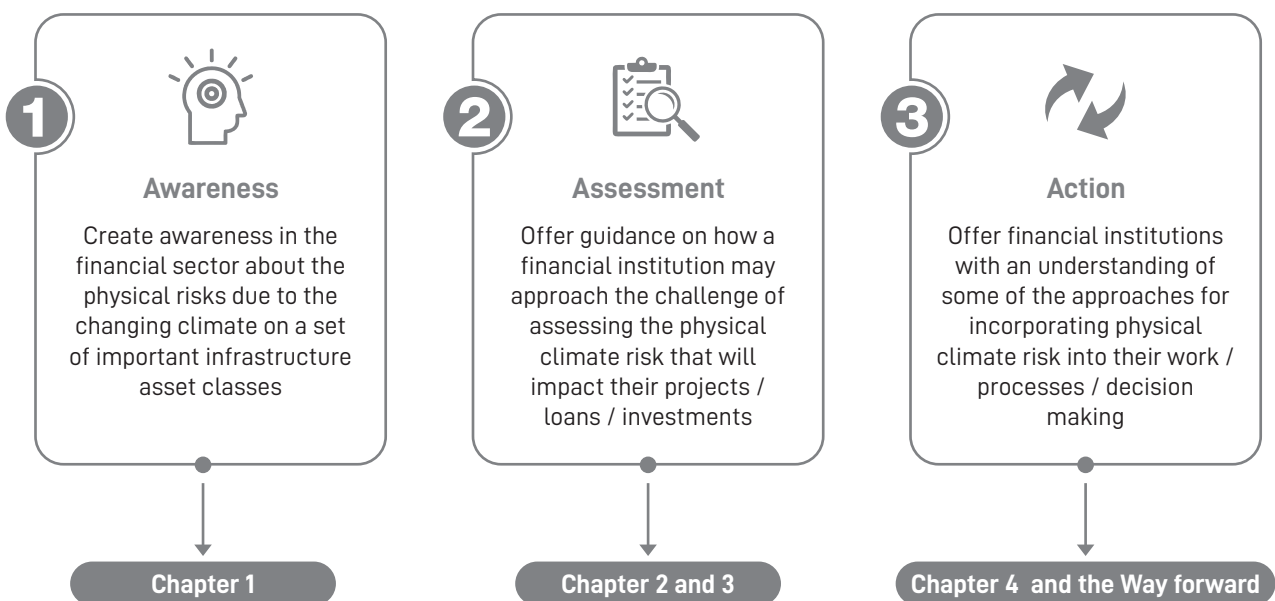 1
Awareness
Create awareness in the
financial sector about the
physical risks due to the
changing climate on a set
of important infrastructure
asset classes
Chapter 1
2
Assessment
Offer guidance on how a
financial institution may
approach the challenge of
assessing the physical
climate risk that will
impact their projects /
loans / investments
Chapter 2 and 3
3
Action
Offer financial institutions
with an understanding of
some of the approaches for
incorporating physical
climate risk into their work /
processes / decision
making
Chapter 4 and the Way forward